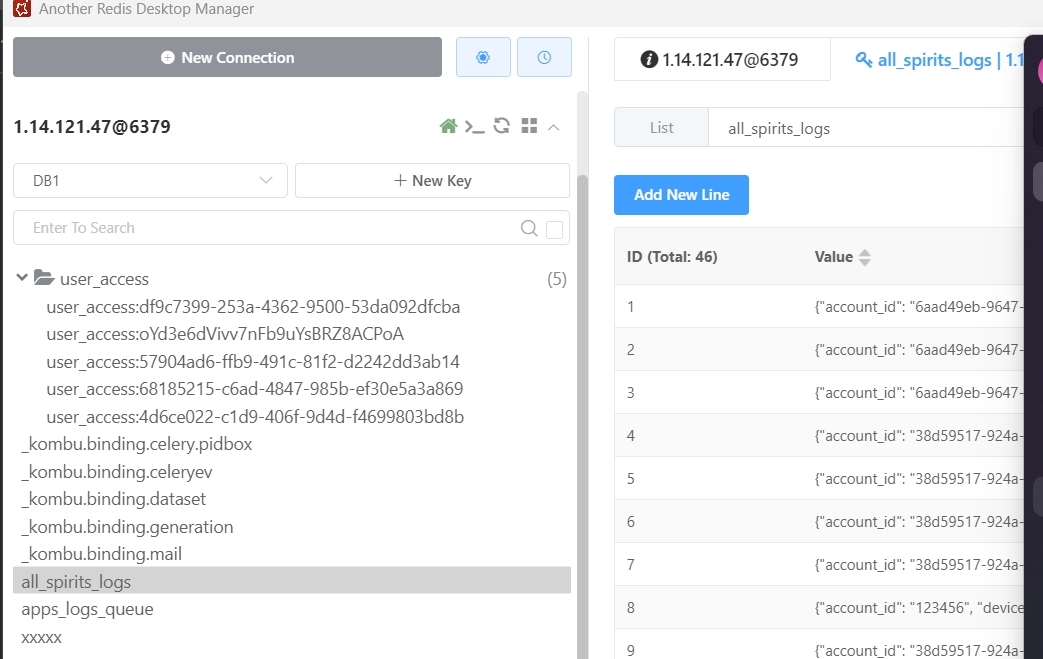 Another Redis Desktop Manager
New Connection
1.14.121.47@6379
DB1
New Key
Enter To Search
user_access (5)
user_access:df9c7399-253a-4362-9500-53da092dfcba
user_access:oYd3e6dVivv7nFb9uYsBRZ8ACPoA
user_access:57904ad6-ffb9-491c-81f2-d2242dd3ab14
user_access:68185215-c6ad-4847-985b-ef30e5a3a869
user_access:4d6ce022-c1d9-406f-9d4d-f4699803bd8b
_kombu.binding.celery.pidbox
_kombu.binding.celeryev
_kombu.binding.dataset
_kombu.binding.generation
_kombu.binding.mail
all_spirits_logs
apps_logs_queue
xxxxx
1.14.121.47@6379
all_spirits_logs | 1.1
List
all_spirits_logs
Add New Line
ID (Total: 46) Value
1 {"account_id": "6aad49eb-9647-
2 {"account_id": "6aad49eb-9647-
3 {"account_id": "6aad49eb-9647-
4 {"account_id": "38d59517-924a-
5 {"account_id": "38d59517-924a-
6 {"account_id": "38d59517-924a-
7 {"account_id": "38d59517-924a-
8 {"account_id": "123456", "device
9 {"account_id": "38d59517-924a-